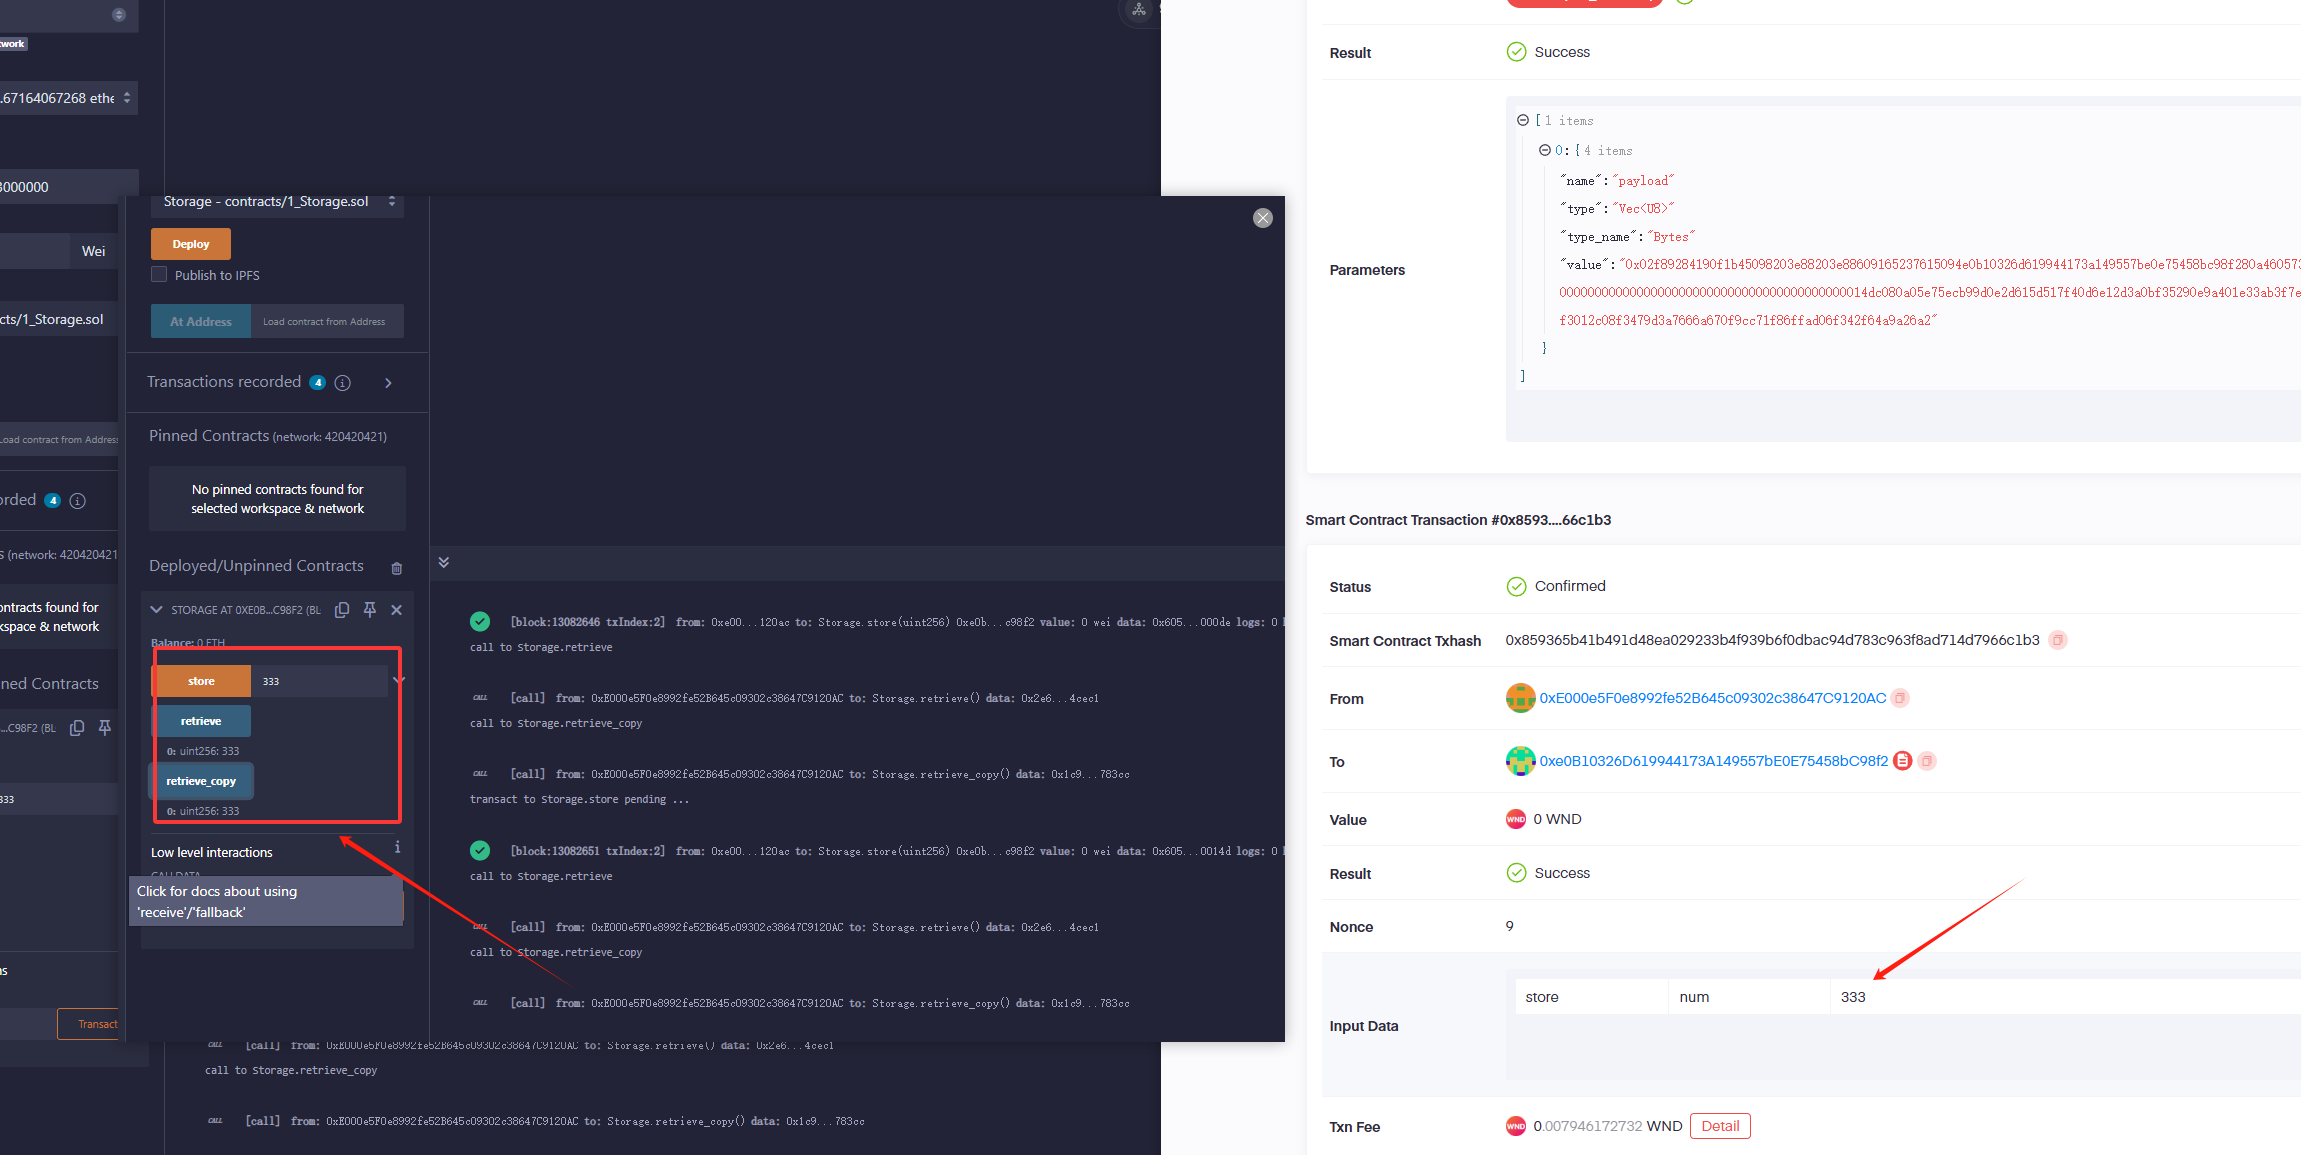 work
.67164067268 ethe
3000000
Wei
cts/1_Storage.sol
Load contract from Address
orded 4
S (network: 420420421
ontracts found for
kspace & network
ned Contracts
...C98F2 (BL
333
ns
Transact
Storage - contracts/1_Storage.sol
Deploy
Publish to IPFS
At Address Load contract from Address
Transactions recorded 4
Pinned Contracts (network: 420420421)
No pinned contracts found for
selected workspace & network
Deployed/Unpinned Contracts
STORAGE AT 0XE0B...C98F2 (BL
Balance: 0 ETH
store 333
retrieve
0: uint256: 333
retrieve_copy
0: uint256: 333
Low level interactions
CALLDATA
Click for docs about using
'receive'/'fallback'
[block:13082646 txIndex:2] from: 0xe00...120ac to: Storage.store(uint256) 0xe0b...c98f2 value: 0 wei data: 0x605...000de logs: 0
call to Storage.retrieve
CALL [call] from: 0xE000e5F0e8992fe52B645c09302c38647C9120AC to: Storage.retrieve() data: 0x2e6...4cec1
call to Storage.retrieve_copy
CALL [call] from: 0xE000e5F0e8992fe52B645c09302c38647C9120AC to: Storage.retrieve_copy() data: 0x1c9...783cc
transact to Storage.store pending ...
[block:13082651 txIndex:2] from: 0xe00...120ac to: Storage.store(uint256) 0xe0b...c98f2 value: 0 wei data: 0x605...0014d logs: 0
call to Storage.retrieve
CALL [call] from: 0xE000e5F0e8992fe52B645c09302c38647C9120AC to: Storage.retrieve() data: 0x2e6...4cec1
call to Storage.retrieve_copy
CALL [call] from: 0xE000e5F0e8992fe52B645c09302c38647C9120AC to: Storage.retrieve_copy() data: 0x1c9...783cc
CALL [call] from: 0xE000e5F0e8992fe52B645c09302c38647C9120AC to: Storage.retrieve() data: 0x2e6...4cec1
call to Storage.retrieve_copy
CALL [call] from: 0xE000e5F0e8992fe52B645c09302c38647C9120AC to: Storage.retrieve_copy() data: 0x1c9...783cc
Result Success
Parameters
[ 1 items
0: { 4 items
"name": "payload"
"type": "Vec<U8>"
"type_name": "Bytes"
"value": "0x02f89284190f1b45098203e88203e88609165237615094e0b10326d619944173a149557be0e75458bc98f280a460573
000000000000000000000000000000000000000000014dc080a05e75ecb99d0e2d615d517f40d6e12d3a0bf35290e9a401e33ab3f7e
f3012c08f3479d3a7666a670f9cc71f86ffad06f342f64a9a26a2"
}
]
Smart Contract Transaction #0x8593....66c1b3
Status Confirmed
Smart Contract Txhash 0x859365b41b491d48ea029233b4f939b6f0dbac94d783c963f8ad714d7966c1b3
From 0xE000e5F0e8992fe52B645c09302c38647C9120AC
To 0xe0B10326D619944173A149557bE0E75458bC98f2
Value WND 0 WND
Result Success
Nonce 9
Input Data store num 333
Txn Fee WND 0.007946172732 WND Detail